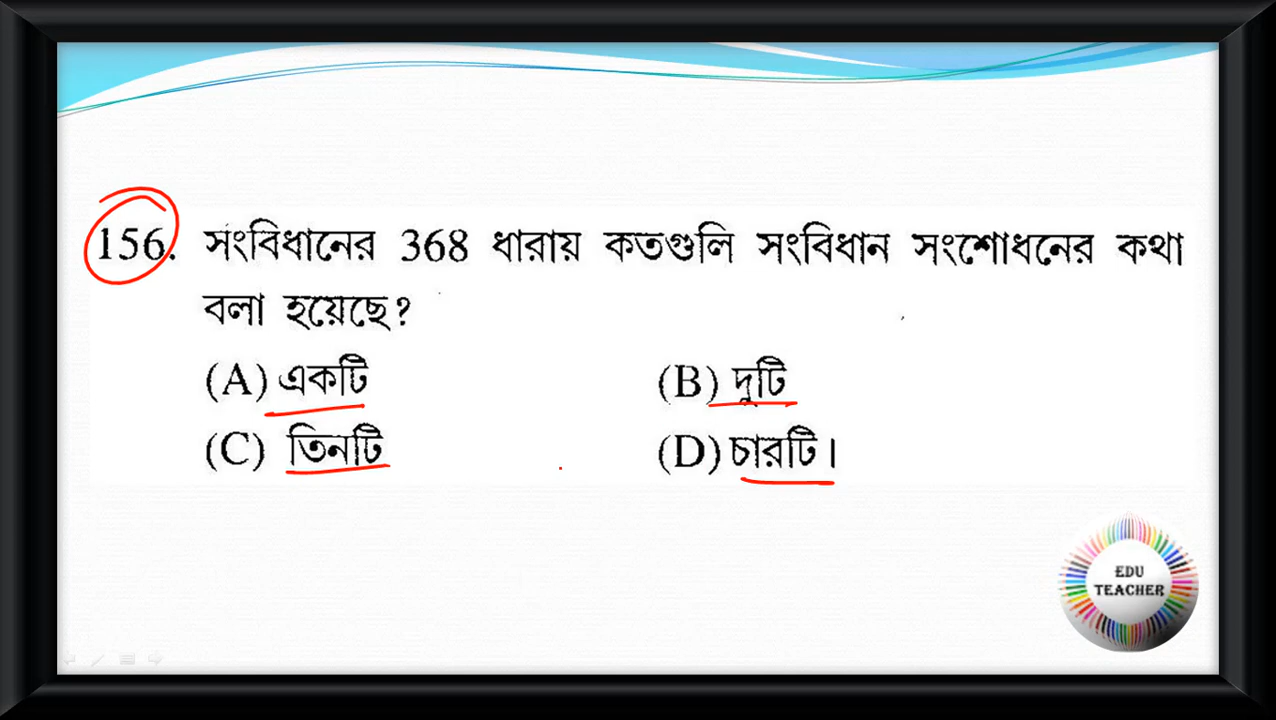 156. সংবিধানের 368 ধারায় কতগুলি সংবিধান সংশোধনের কথা
বলা হয়েছে?
(A) একটি (B) দুটি
(C) তিনটি (D) চারটি।
EDU
TEACHER